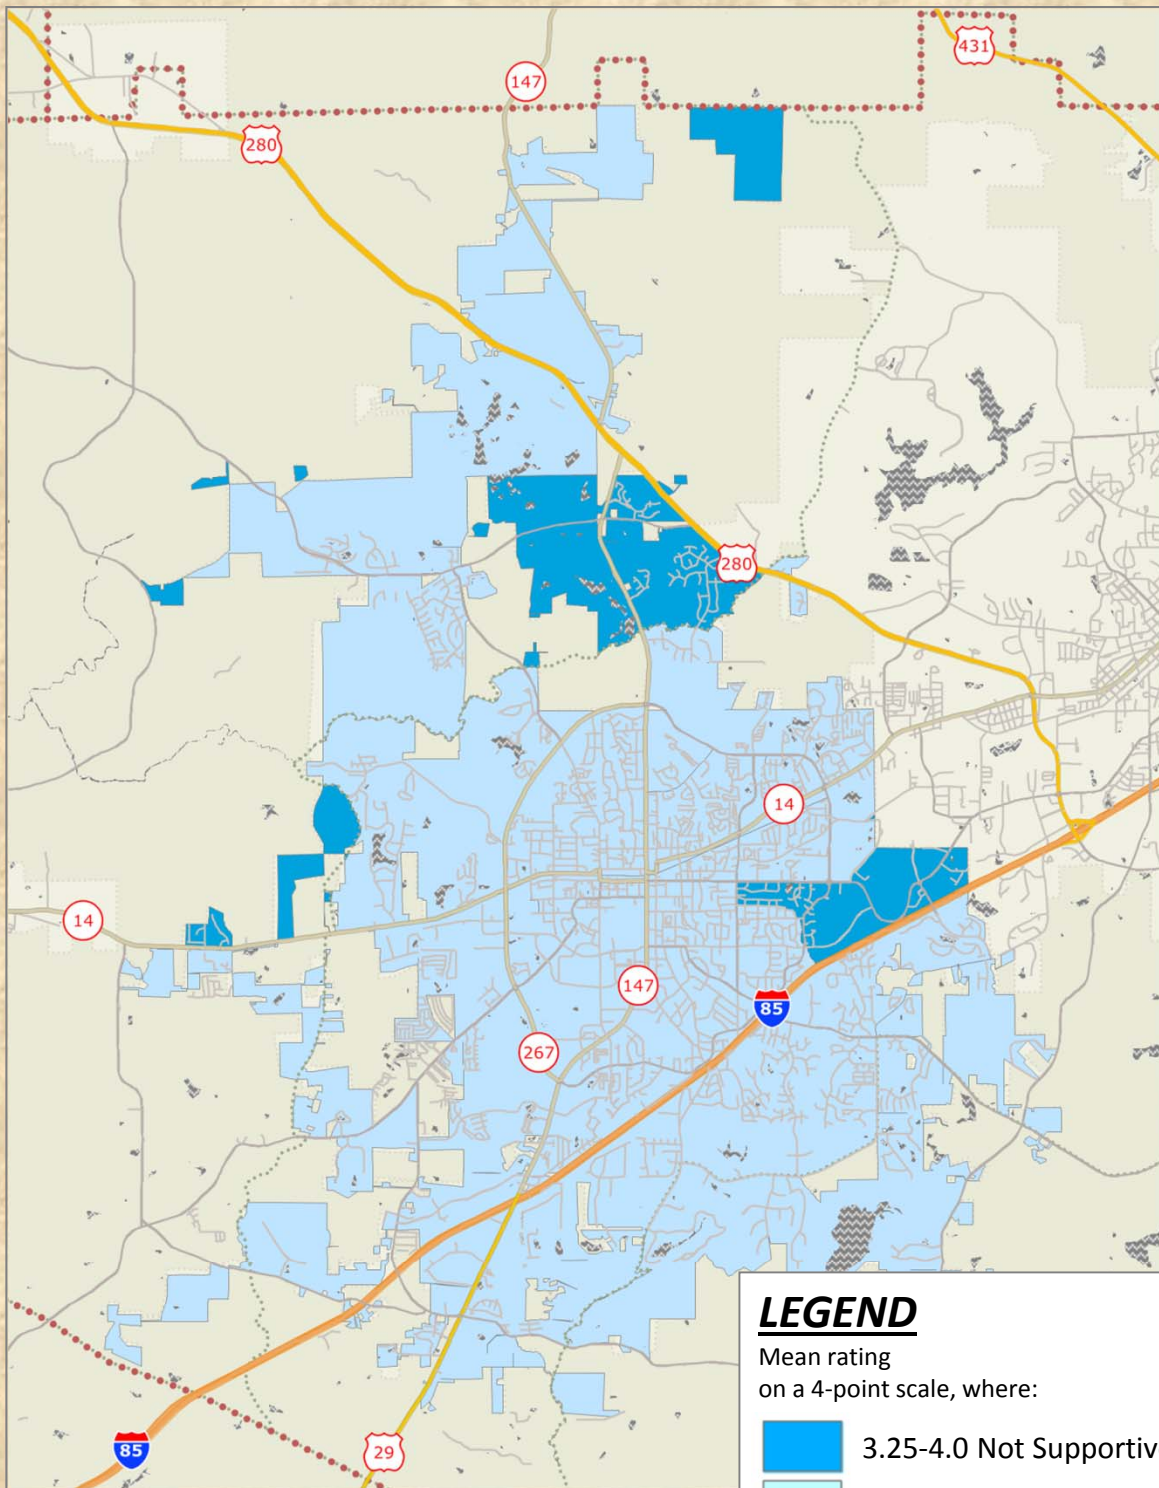 431
147
280
280
14
14
147
85
267
LEGEND
Mean rating
on a 4-point scale, where:
3.25-4.0 Not Supportiv
85
29